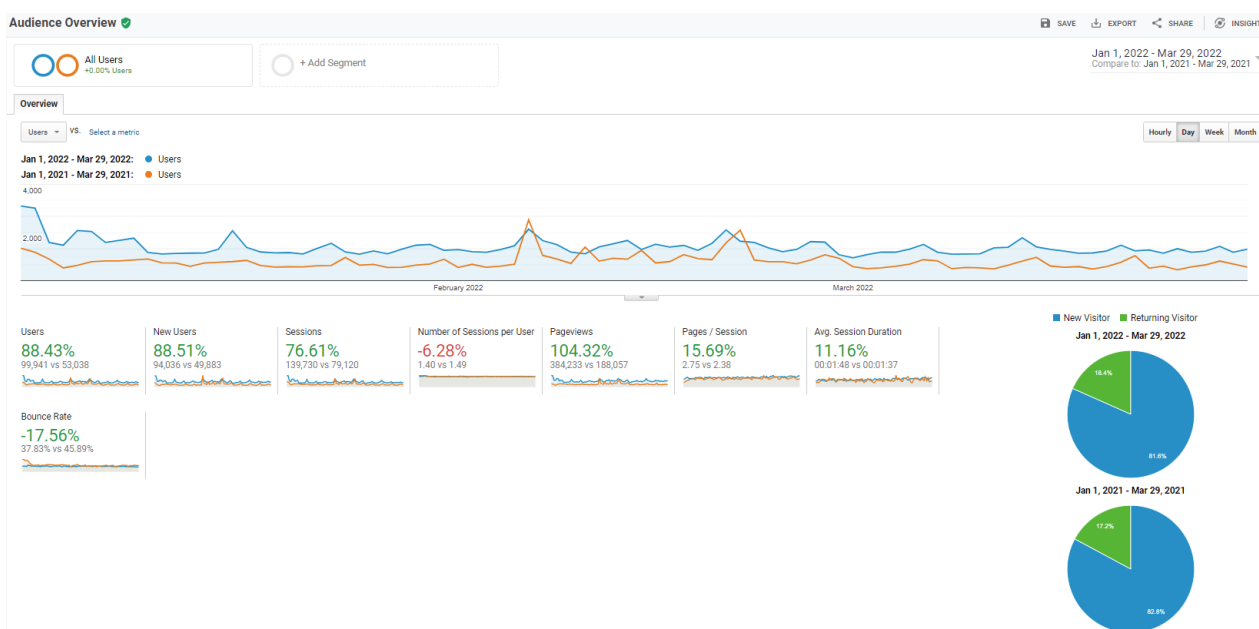 Audience Overview
SAVE
EXPORT
SHARE
INSIGHT
All Users
+0.00% Users
+ Add Segment
Jan 1, 2022 - Mar 29, 2022
Compare to: Jan 1, 2021 - Mar 29, 2021
Overview
Users
VS.
Select a metric
Hourly
Day
Week
Month
Jan 1, 2022 - Mar 29, 2022:
Users
Jan 1, 2021 - Mar 29, 2021:
Users
4,000
2,000
February 2022
March 2022
Users
88.43%
99,941 vs 53,038
New Users
88.51%
94,036 vs 49,883
Sessions
76.61%
139,730 vs 79,120
Number of Sessions per User
-6.28%
1.40 vs 1.49
Pageviews
104.32%
384,233 vs 188,057
Pages / Session
15.69%
2.75 vs 2.38
Avg. Session Duration
11.16%
00:01:48 vs 00:01:37
Bounce Rate
-17.56%
37.83% vs 45.89%
New Visitor
Returning Visitor
Jan 1, 2022 - Mar 29, 2022
18.4%
81.6%
Jan 1, 2021 - Mar 29, 2021
17.2%
82.8%